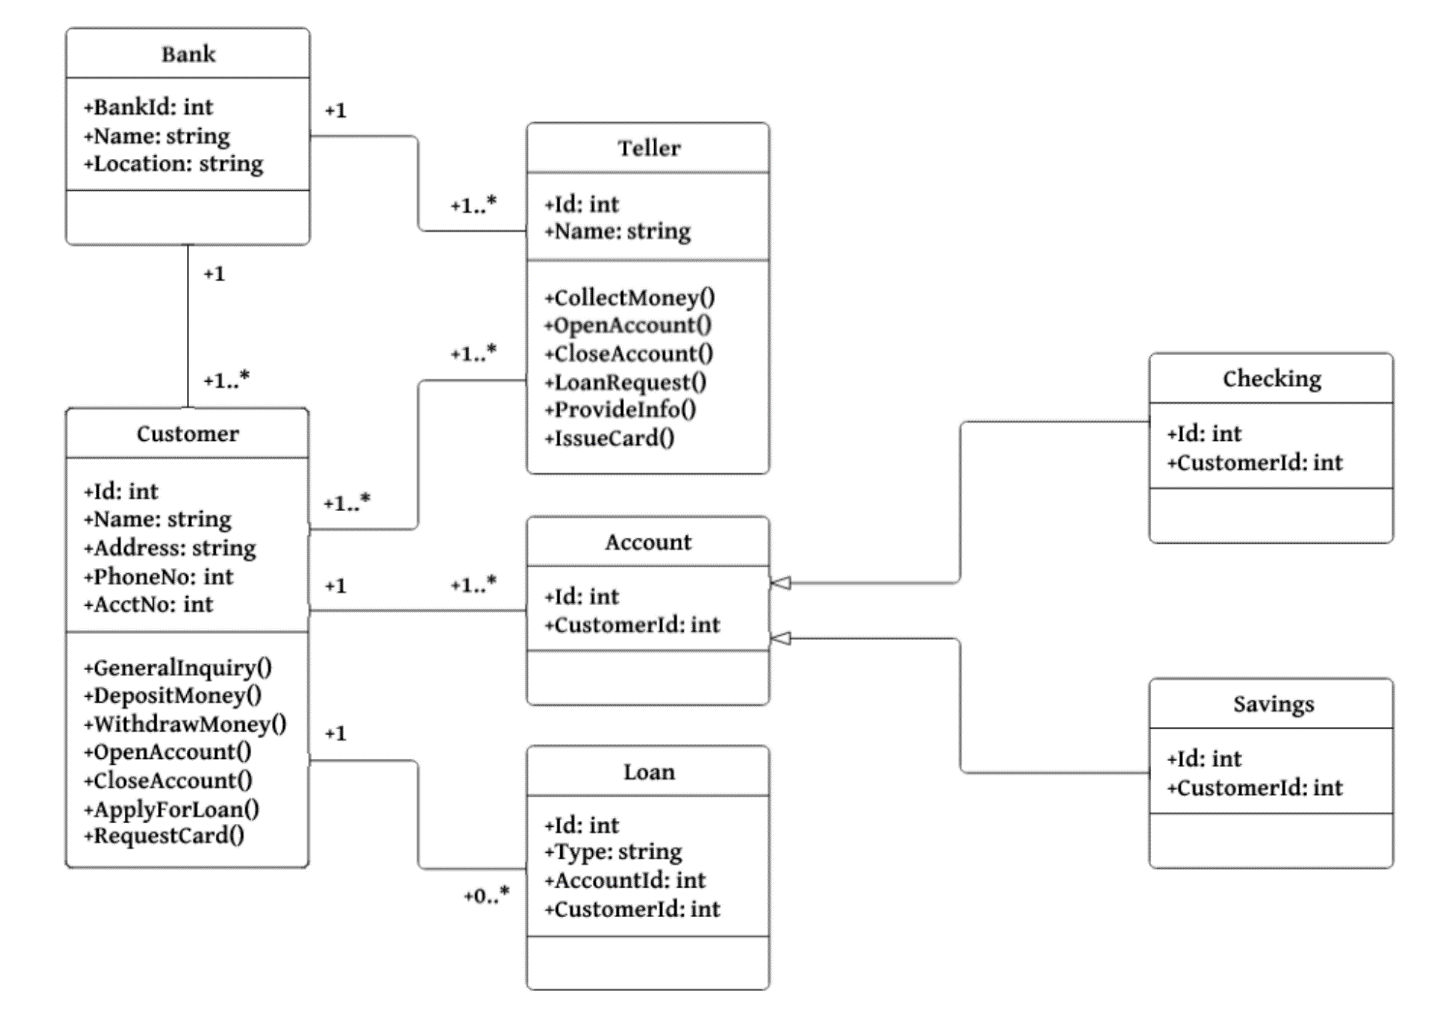 Bank
+BankId: int
+Name: string
+Location: string
+1
+1..*
Teller
+Id: int
+Name: string
+CollectMoney()
+OpenAccount()
+CloseAccount()
+LoanRequest()
+ProvideInfo()
+IssueCard()
+1
+1..*
+1..*
+1..*
Customer
+Id: int
+Name: string
+Address: string
+PhoneNo: int
+AcctNo: int
+GeneralInquiry()
+DepositMoney()
+WithdrawMoney()
+OpenAccount()
+CloseAccount()
+ApplyForLoan()
+RequestCard()
+1
+1..*
Account
+Id: int
+CustomerId: int
+1
+0..*
Loan
+Id: int
+Type: string
+AccountId: int
+CustomerId: int
Checking
+Id: int
+CustomerId: int
Savings
+Id: int
+CustomerId: int